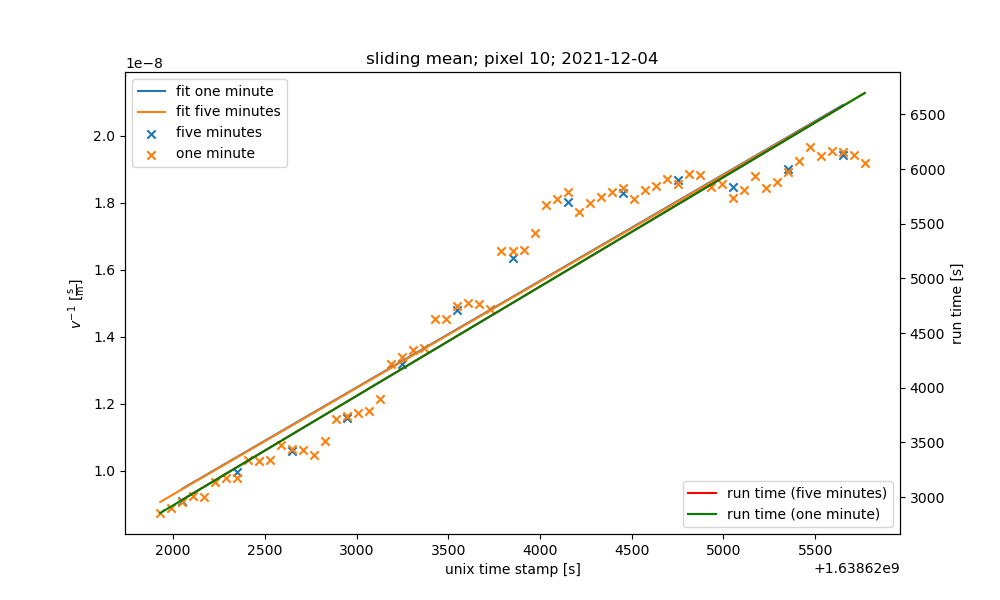 sliding mean; pixel 10; 2021-12-04
1e−8
fit one minute
fit five minutes
five minutes
one minute
2.0
1.8
1.6
1.4
1.2
1.0
v⁻¹ [s/m]
6500
6000
5500
5000
4500
4000
3500
3000
run time [s]
run time (five minutes)
run time (one minute)
2000 2500 3000 3500 4000 4500 5000 5500
unix time stamp [s]
+1.63862e9